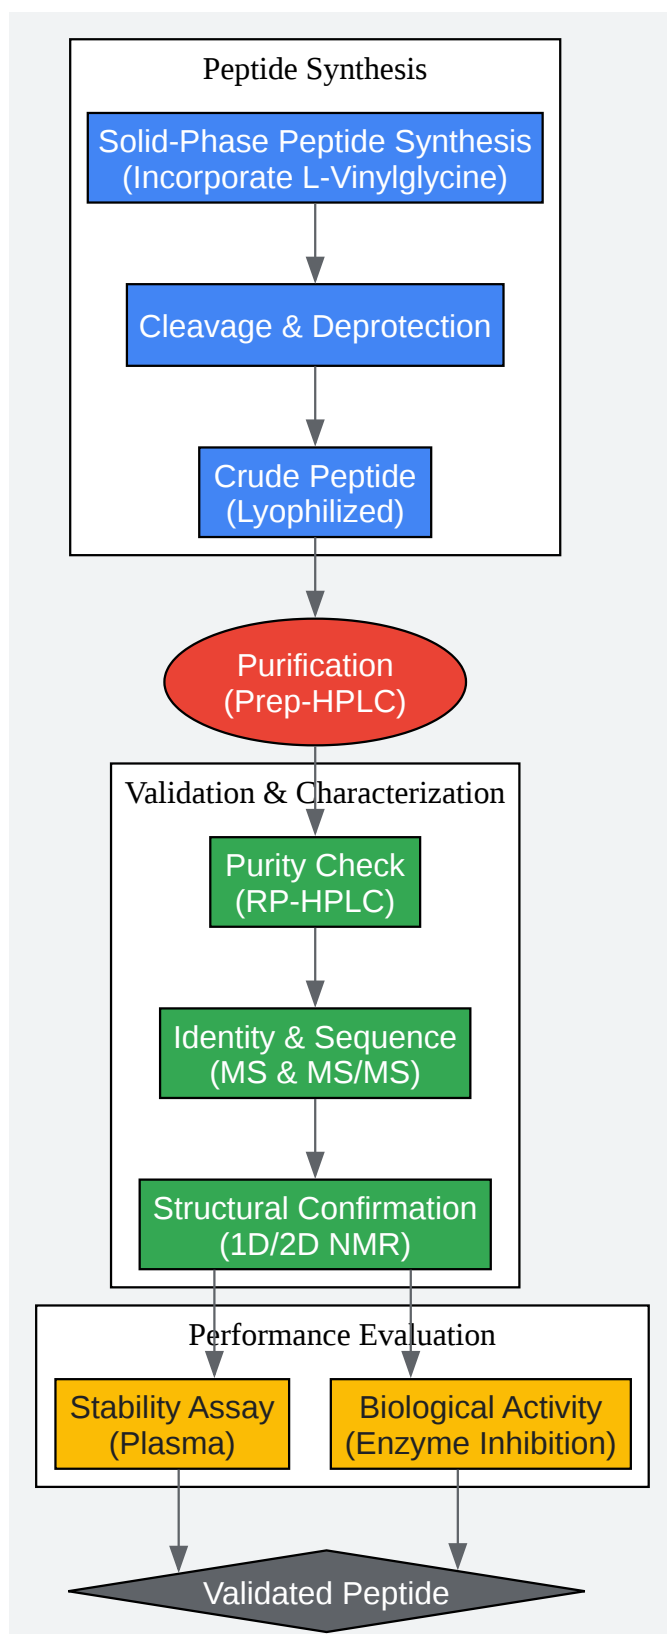 Peptide Synthesis
Solid-Phase Peptide Synthesis
(Incorporate L-Vinylglycine)
Cleavage & Deprotection
Crude Peptide
(Lyophilized)
Purification
(Prep-HPLC)
Validation & Characterization
Purity Check
(RP-HPLC)
Identity & Sequence
(MS & MS/MS)
Structural Confirmation
(1D/2D NMR)
Performance Evaluation
Stability Assay
(Plasma)
Biological Activity
(Enzyme Inhibition)
Validated Peptide